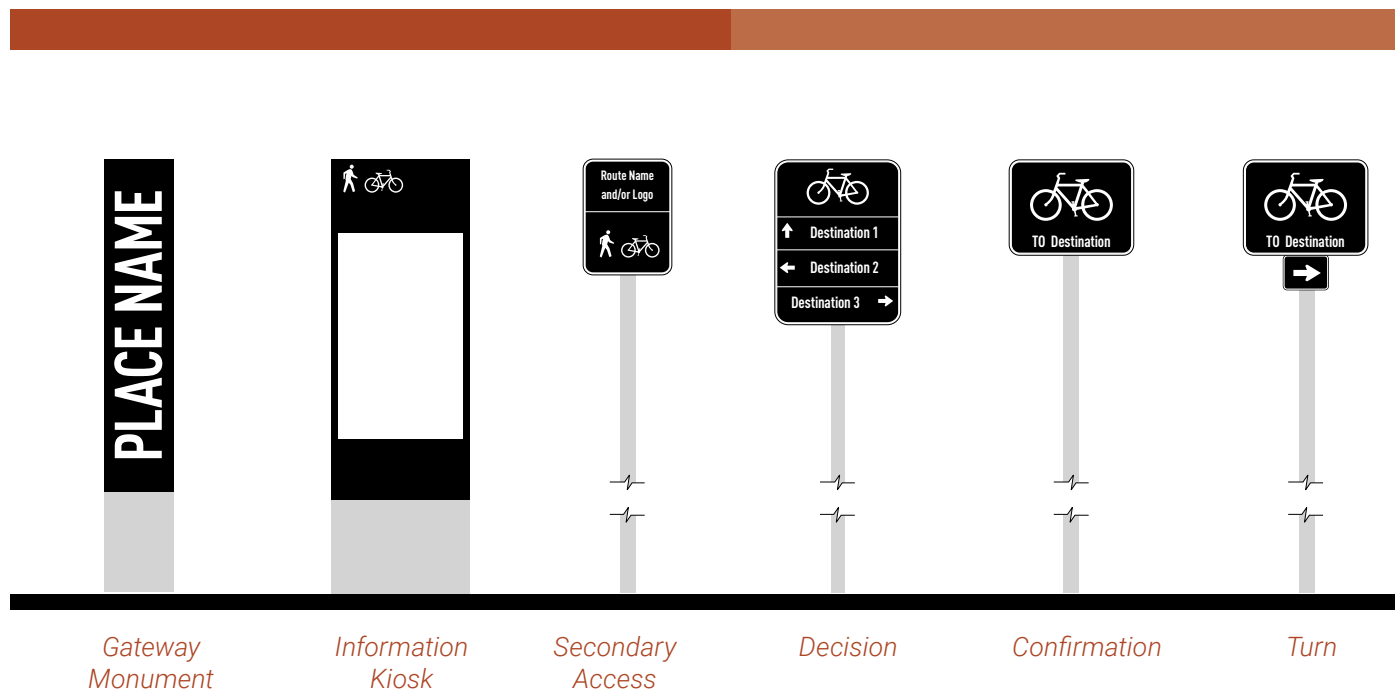 PLACE NAME
Route Name
and/or Logo
Destination 1
Destination 2
Destination 3
TO Destination
TO Destination
Gateway
Monument
Information
Kiosk
Secondary
Access
Decision
Confirmation
Turn